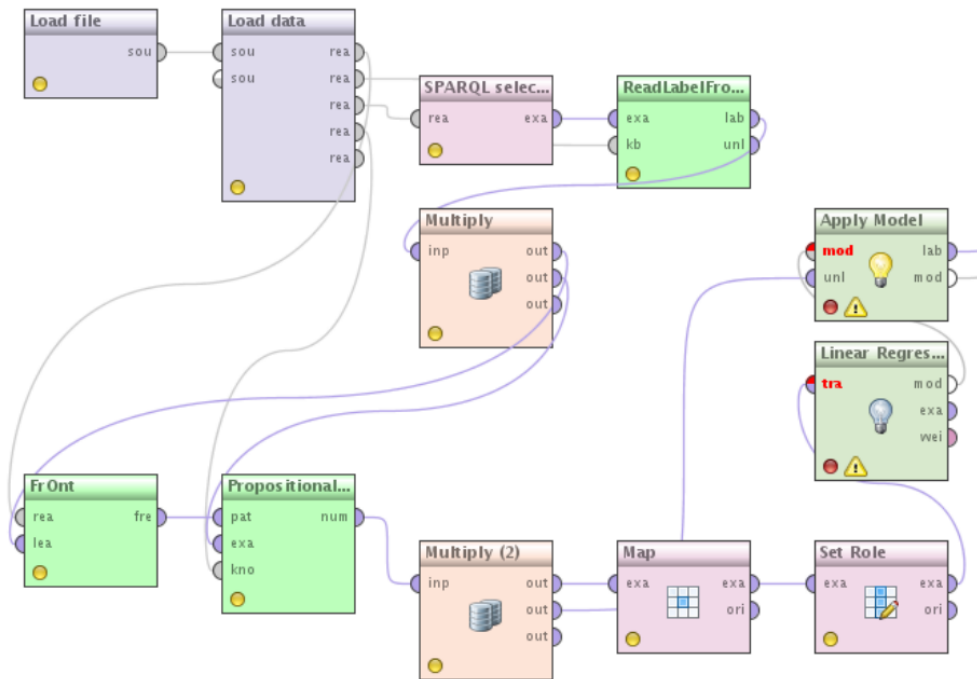 Load file
sou
Load data
sou rea
sou rea
rea
rea
rea
SPARQL selec...
rea exa
ReadLabelFro...
exa lab
kb unl
Multiply
inp out
out
out
Apply Model
mod lab
unl mod
Linear Regres...
tra mod
exa
wei
FrOnt
rea fre
lea
Propositional...
pat num
exa
kno
Multiply (2)
inp out
out
out
Map
exa exa
ori
Set Role
exa exa
ori